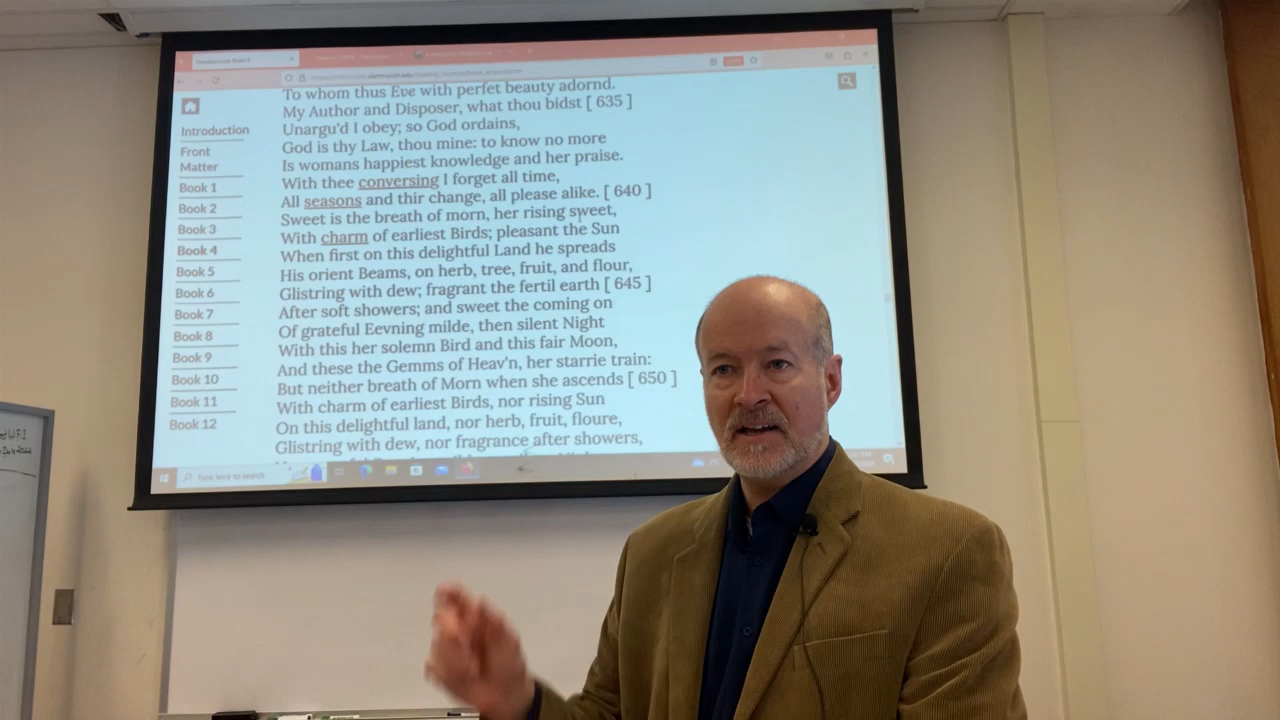 Paradise Lost: Book 4
To whom thus Eve with perfet beauty adornd.
My Author and Disposer, what thou bidst [ 635 ]
Unargu'd I obey; so God ordains,
God is thy Law, thou mine: to know no more
Is womans happiest knowledge and her praise.
With thee conversing I forget all time,
All seasons and thir change, all please alike. [ 640 ]
Sweet is the breath of morn, her rising sweet,
With charm of earliest Birds; pleasant the Sun
When first on this delightful Land he spreads
His orient Beams, on herb, tree, fruit, and flour,
Glistring with dew; fragrant the fertil earth [ 645 ]
After soft showers; and sweet the coming on
Of grateful Eevning milde, then silent Night
With this her solemn Bird and this fair Moon,
And these the Gemms of Heav'n, her starrie train:
But neither breath of Morn when she ascends [ 650 ]
With charm of earliest Birds, nor rising Sun
On this delightful land, nor herb, fruit, floure,
Glistring with dew, nor fragrance after showers,
Introduction
Front
Matter
Book 1
Book 2
Book 3
Book 4
Book 5
Book 6
Book 7
Book 8
Book 9
Book 10
Book 11
Book 12
Type here to search